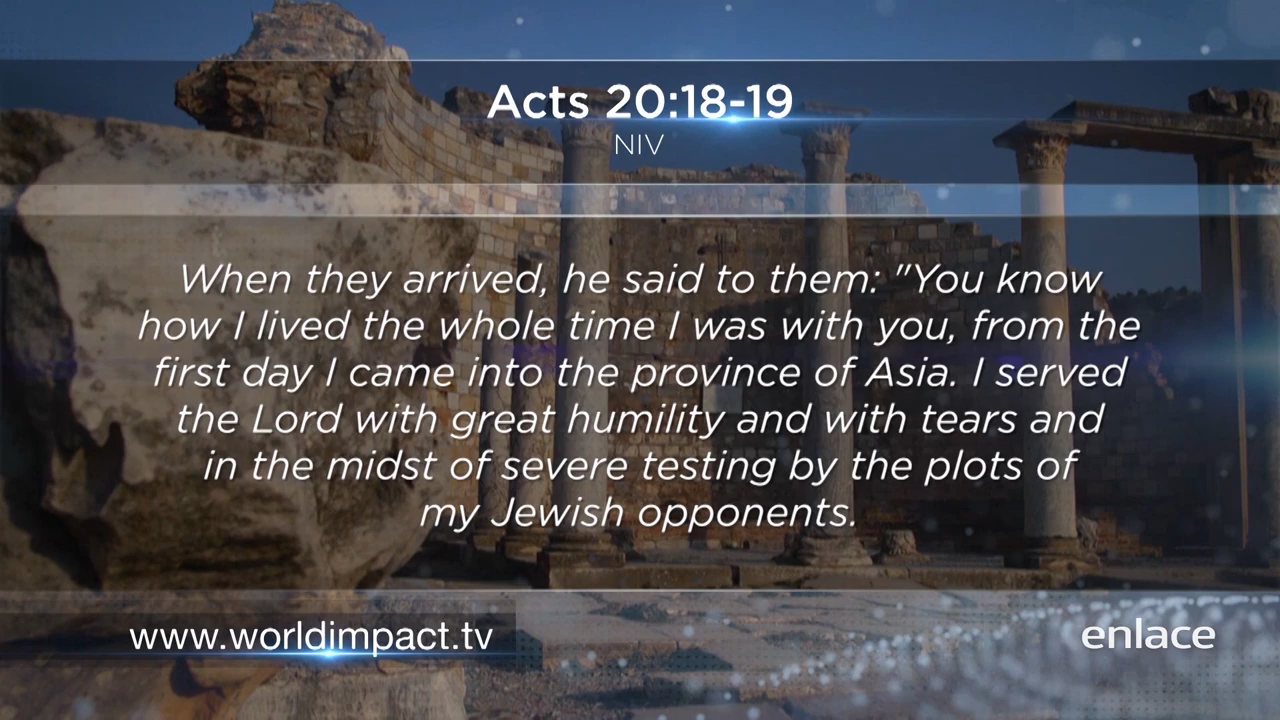 Acts 20:18-19
NIV
When they arrived, he said to them: "You know
how I lived the whole time I was with you, from the
first day I came into the province of Asia. I served
the Lord with great humility and with tears and
in the midst of severe testing by the plots of
my Jewish opponents.
www.worldimpact.tv
enlace